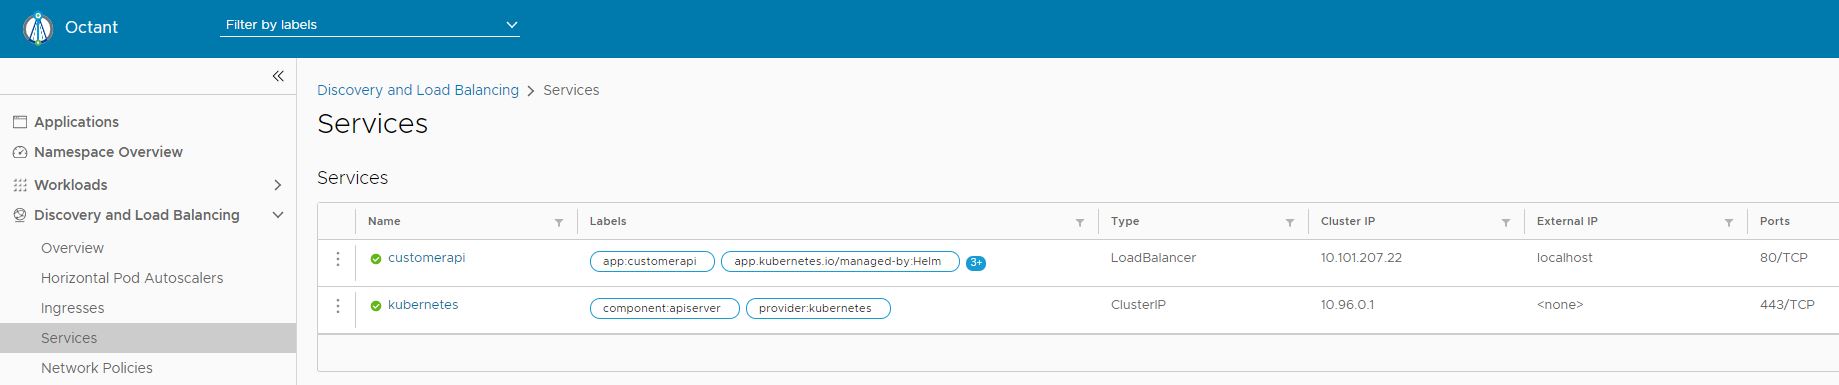 Octant
Filter by labels
Applications
Namespace Overview
Workloads
Discovery and Load Balancing
Overview
Horizontal Pod Autoscalers
Ingresses
Services
Network Policies
Discovery and Load Balancing > Services
Services
Services
Name Labels Type Cluster IP External IP Ports
customerapi app:customerapi app.kubernetes.io/managed-by:Helm 3+ LoadBalancer 10.101.207.22 localhost 80/TCP
kubernetes component:apiserver provider:kubernetes ClusterIP 10.96.0.1 <none> 443/TCP